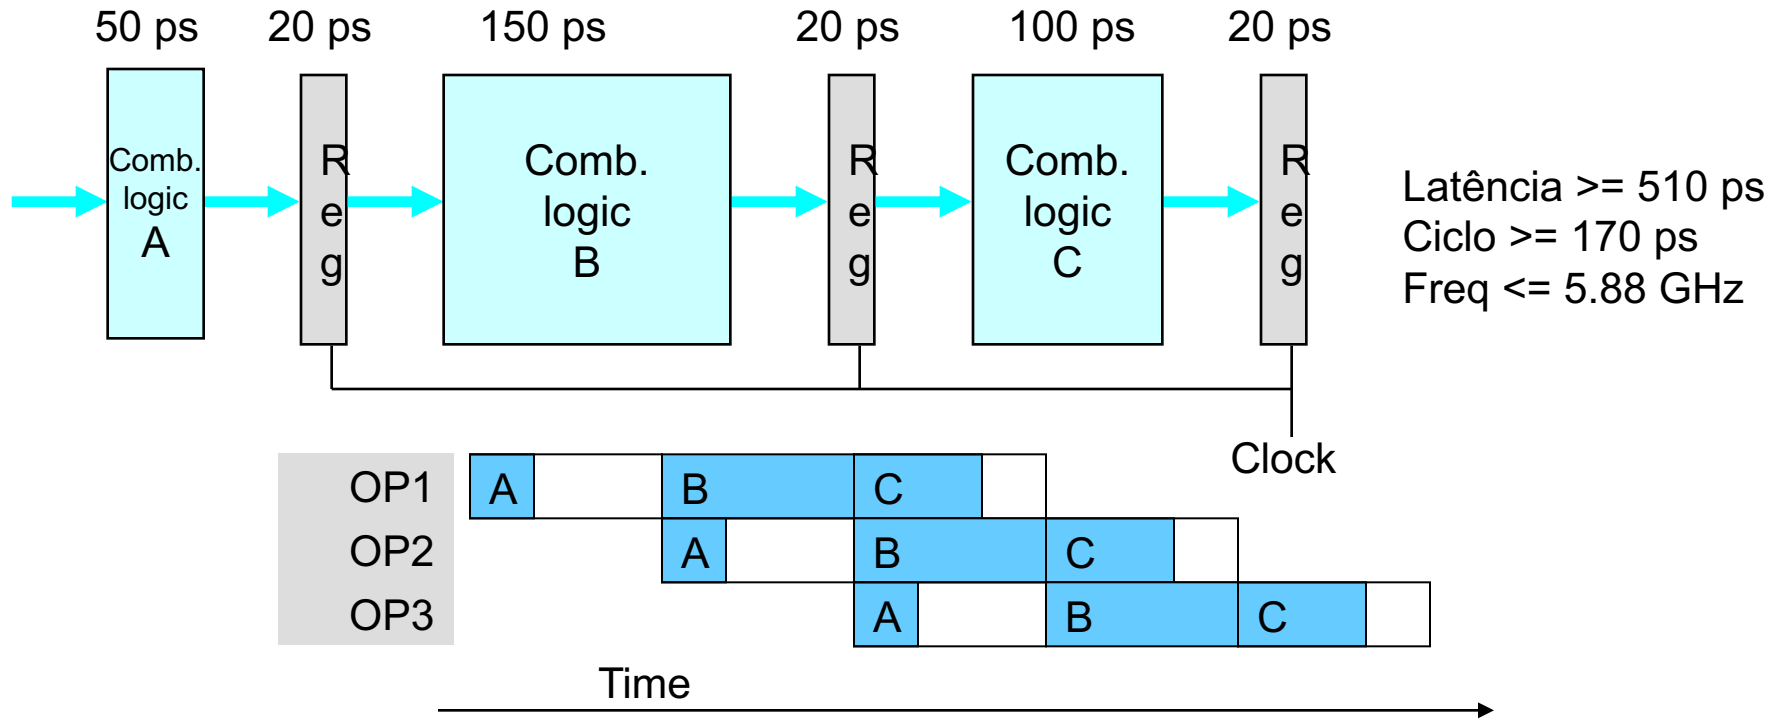 50 ps 20 ps 150 ps 20 ps 100 ps 20 ps
Comb.
logic
A
R
e
g
Comb.
logic
B
R
e
g
Comb.
logic
C
R
e
g
Latência >= 510 ps
Ciclo >= 170 ps
Freq <= 5.88 GHz
Clock
OP1 A B C
OP2 A B C
OP3 A B C
Time